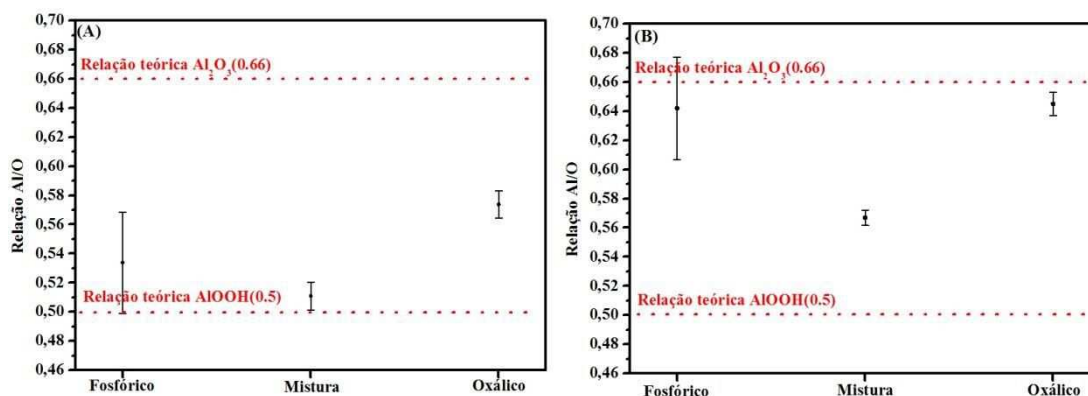 (A)
Relação teórica Al₂O₃(0.66)
Relação teórica AlOOH(0.5)
Relação Al/O
0,70
0,68
0,66
0,64
0,62
0,60
0,58
0,56
0,54
0,52
0,50
0,48
0,46
Fosfórico Mistura Oxálico
(B)
Relação teórica Al₂O₃(0.66)
Relação teórica AlOOH(0.5)
Relação Al/O
0,70
0,68
0,66
0,64
0,62
0,60
0,58
0,56
0,54
0,52
0,50
0,48
0,46
Fosfórico Mistura Oxálico